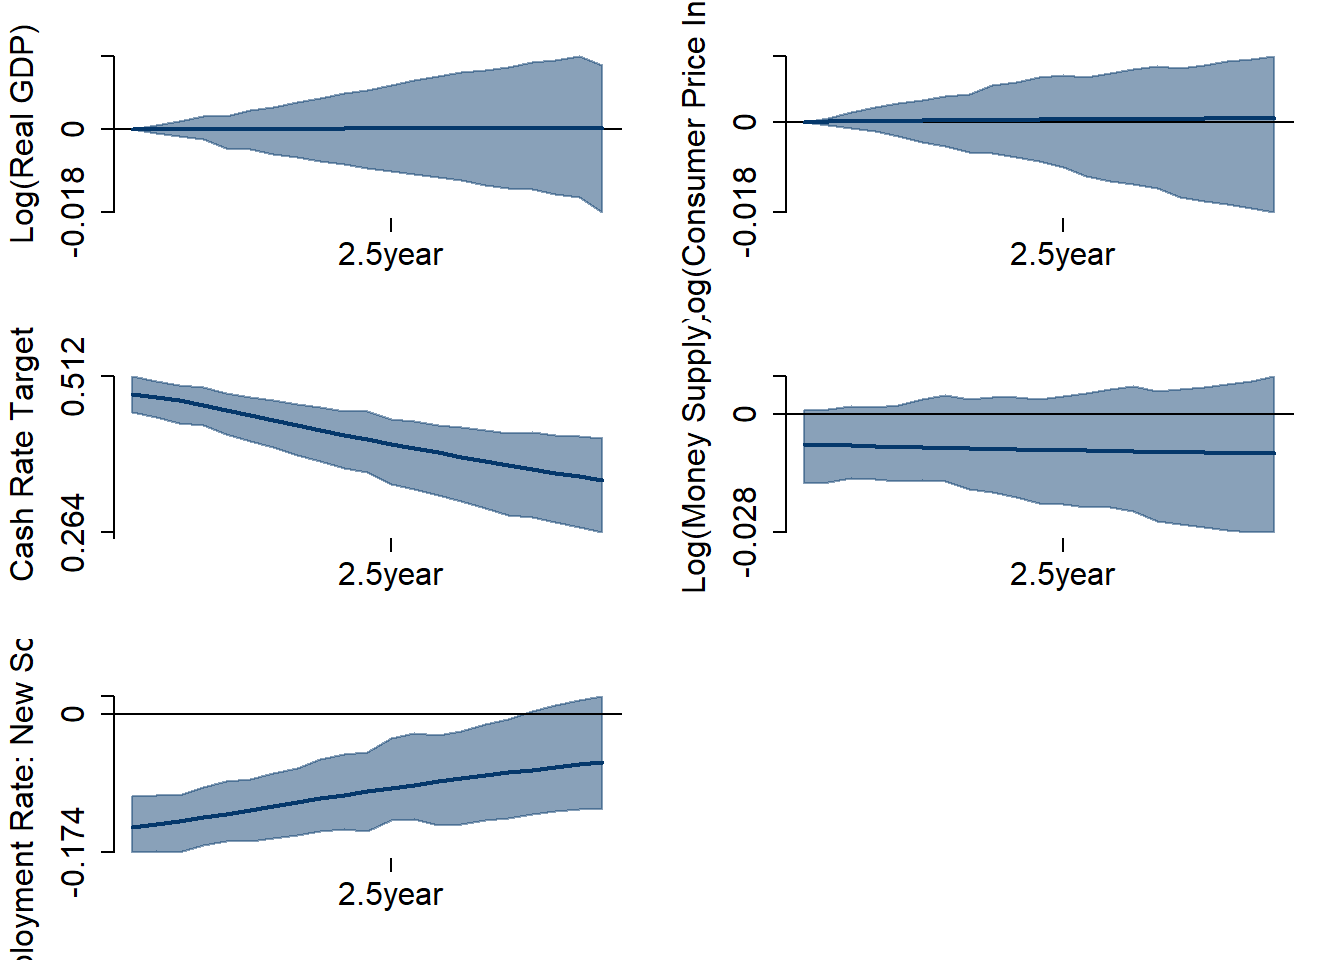 Log(Real GDP)
0
-0.018
2.5year
Log(Consumer Price In
0
-0.018
2.5year
Cash Rate Target
0.512
0.264
2.5year
Log(Money Supply)
0
-0.028
2.5year
ployment Rate: New Sc
0
-0.174
2.5year